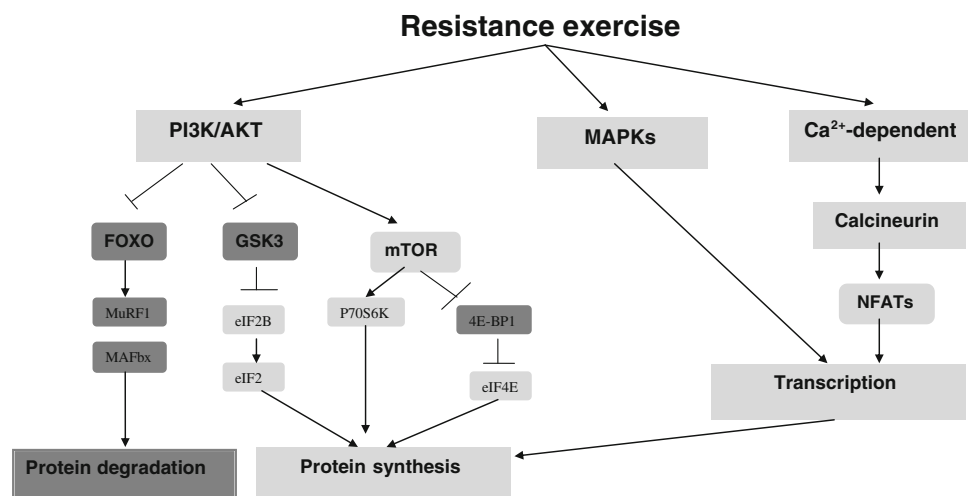 Resistance exercise
PI3K/AKT
MAPKs
Ca²⁺-dependent
FOXO
GSK3
mTOR
Calcineurin
MuRF1
eIF2B
P70S6K
4E-BP1
NFATs
MAFbx
eIF2
eIF4E
Transcription
Protein degradation
Protein synthesis